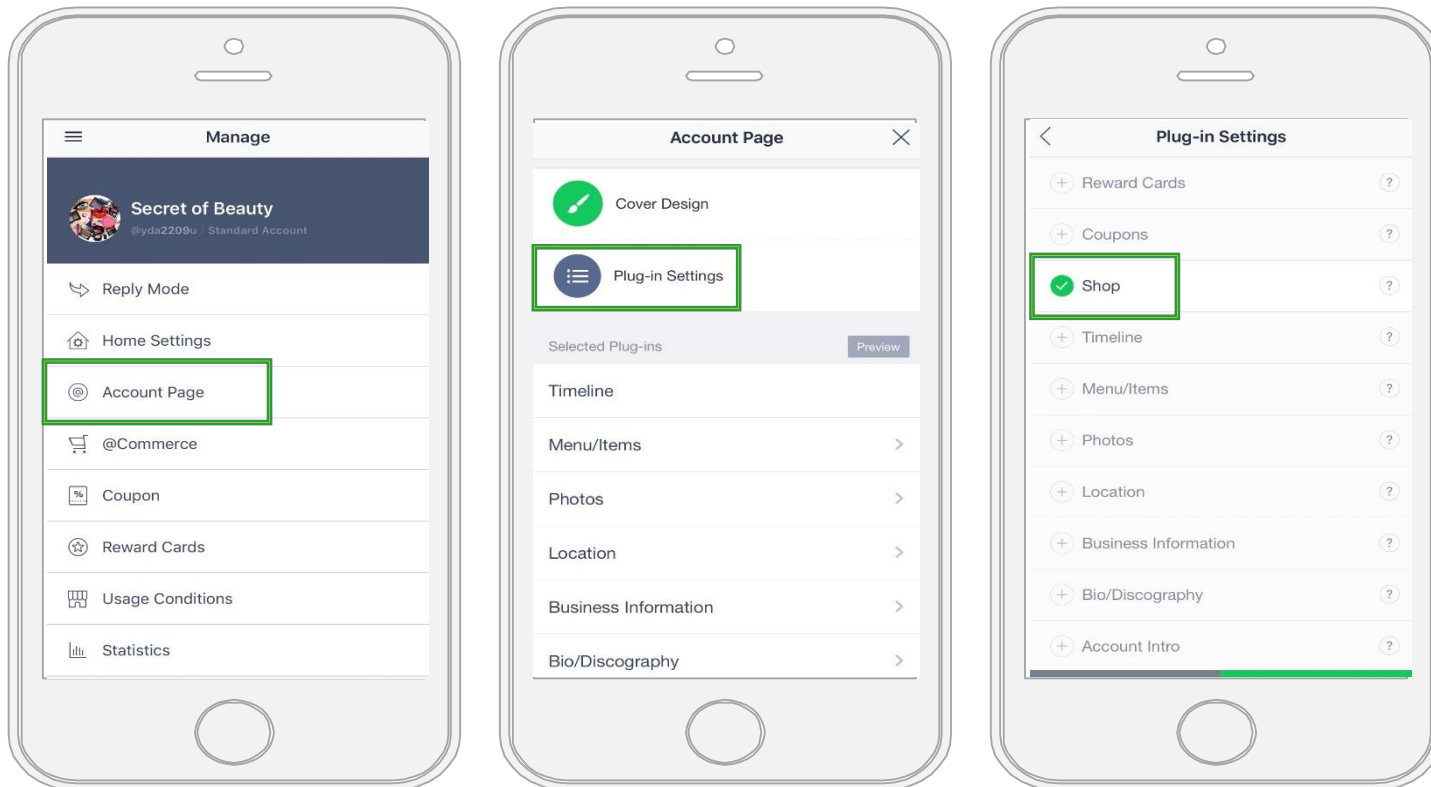 Manage
Secret of Beauty
@yda2209u | Standard Account
Reply Mode
Home Settings
@ Account Page
@Commerce
% Coupon
Reward Cards
Usage Conditions
Statistics
Account Page
Cover Design
Plug-in Settings
Selected Plug-ins Preview
Timeline
Menu/Items
Photos
Location
Business Information
Bio/Discography
Plug-in Settings
Reward Cards ?
Coupons ?
Shop ?
Timeline ?
Menu/Items ?
Photos ?
Location ?
Business Information ?
Bio/Discography ?
Account Intro ?